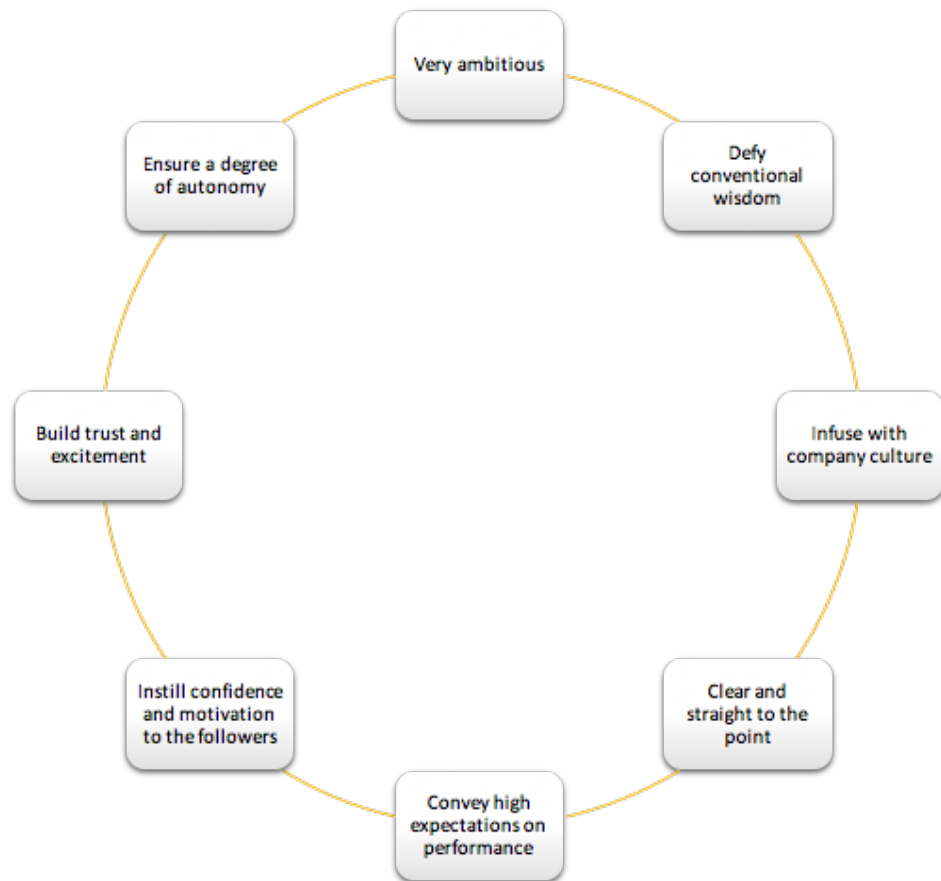 Very ambitious
Defy
conventional
wisdom
Infuse with
company culture
Clear and
straight to the
point
Convey high
expectations on
performance
Instill confidence
and motivation
to the followers
Build trust and
excitement
Ensure a degree
of autonomy